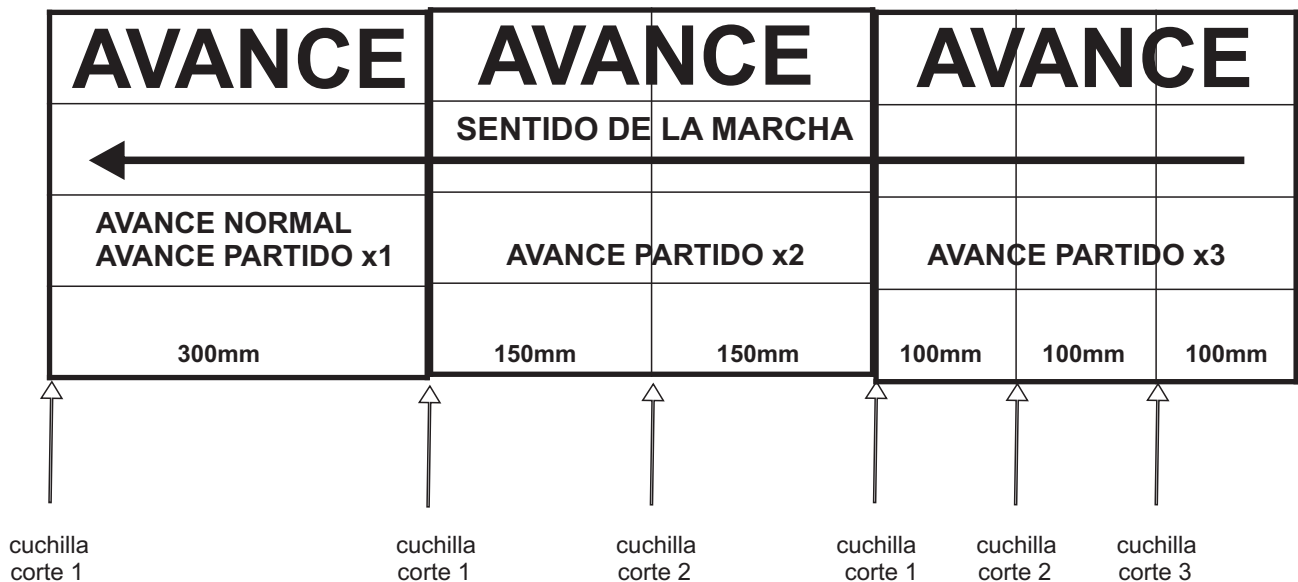 AVANCE
AVANCE
AVANCE
SENTIDO DE LA MARCHA
AVANCE NORMAL
AVANCE PARTIDO x1
AVANCE PARTIDO x2
AVANCE PARTIDO x3
300mm
150mm
150mm
100mm
100mm
100mm
cuchilla
corte 1
cuchilla
corte 1
cuchilla
corte 2
cuchilla
corte 1
cuchilla
corte 2
cuchilla
corte 3